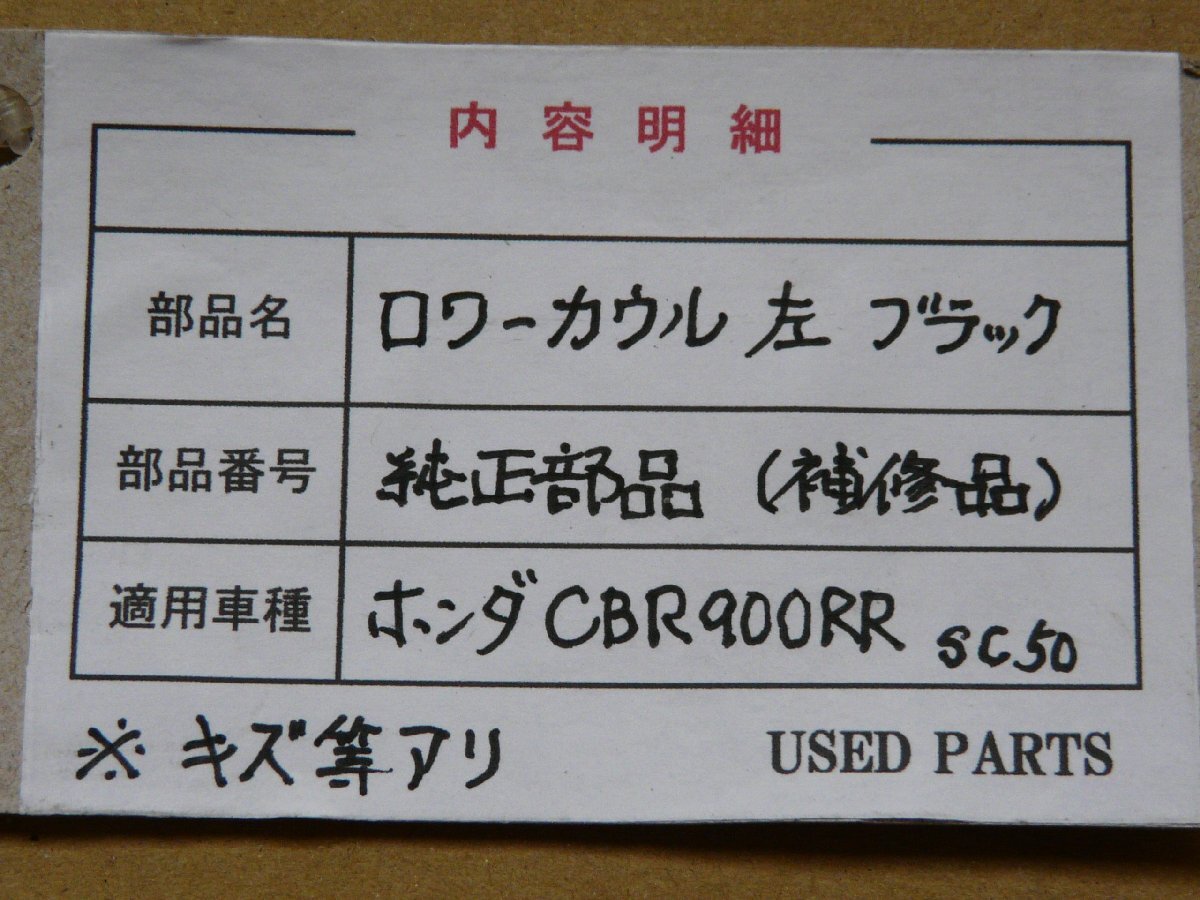 内容明細
部品名 ロワーカウル 左 ブラック
部品番号 純正部品 (補修品)
適用車種 ホンダ CBR900RR SC50
※ キズ等アリ USED PARTS